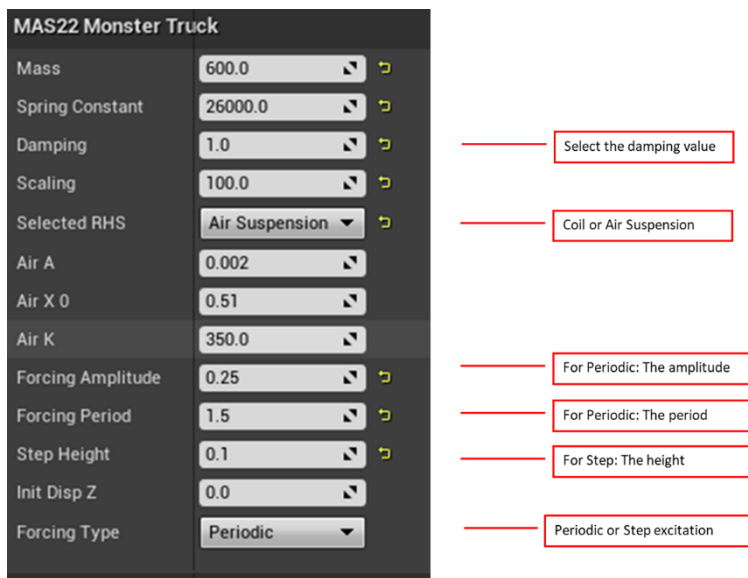 MAS22 Monster Truck
Mass 600.0
Spring Constant 26000.0
Damping 1.0 Select the damping value
Scaling 100.0
Selected RHS Air Suspension Coil or Air Suspension
Air A 0.002
Air X 0 0.51
Air K 350.0
Forcing Amplitude 0.25 For Periodic: The amplitude
Forcing Period 1.5 For Periodic: The period
Step Height 0.1 For Step: The height
Init Disp Z 0.0
Forcing Type Periodic Periodic or Step excitation